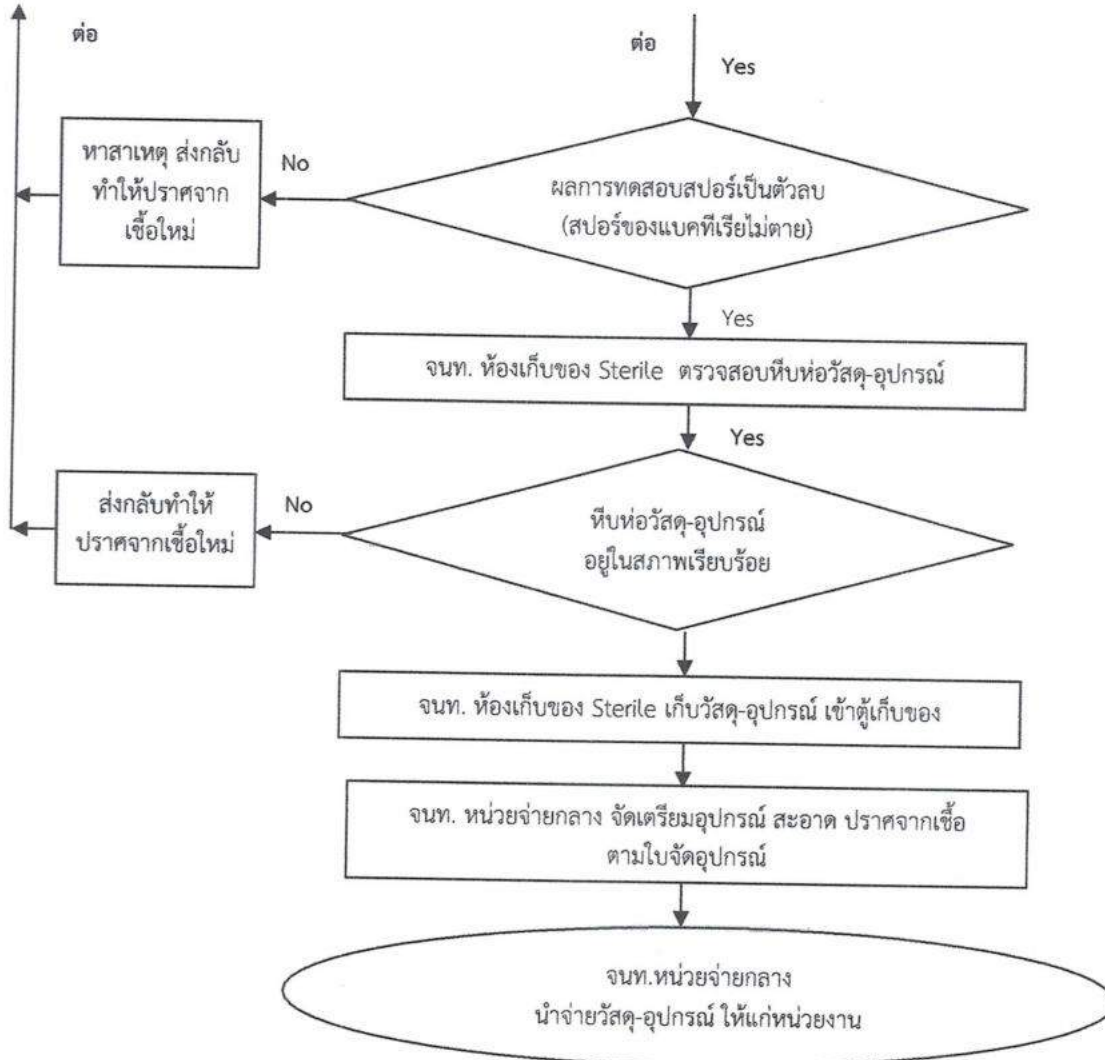 ต่อ
ต่อ
Yes
หาสาเหตุ ส่งกลับ
ทำให้ปราศจาก
เชื้อใหม่
No
ผลการทดสอบสปอร์เป็นตัวลบ
(สปอร์ของแบคทีเรียไม่ตาย)
Yes
จนท. ห้องเก็บของ Sterile ตรวจสอบหีบห่อวัสดุ-อุปกรณ์
Yes
ส่งกลับทำให้
ปราศจากเชื้อใหม่
No
หีบห่อวัสดุ-อุปกรณ์
อยู่ในสภาพเรียบร้อย
จนท. ห้องเก็บของ Sterile เก็บวัสดุ-อุปกรณ์ เข้าตู้เก็บของ
จนท. หน่วยจ่ายกลาง จัดเตรียมอุปกรณ์ สะอาด ปราศจากเชื้อ
ตามใบจัดอุปกรณ์
จนท.หน่วยจ่ายกลาง
นำจ่ายวัสดุ-อุปกรณ์ ให้แก่หน่วยงาน